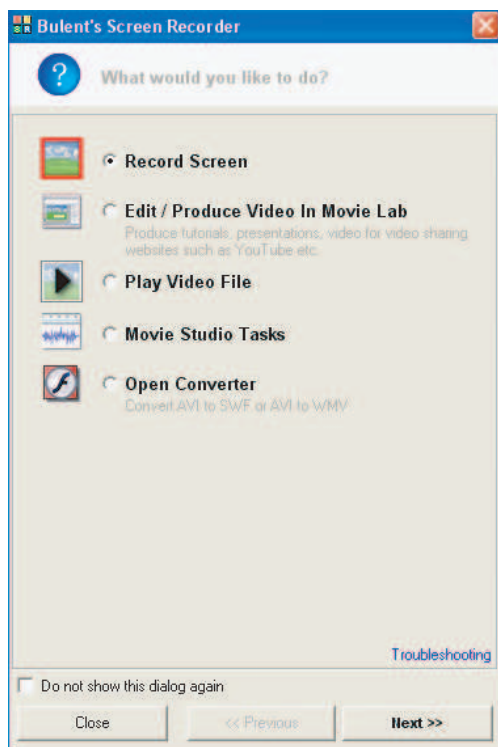 Bulent's Screen Recorder
What would you like to do?
Record Screen
Edit / Produce Video In Movie Lab
Produce tutorials, presentations, video for video sharing
websites such as YouTube etc.
Play Video File
Movie Studio Tasks
Open Converter
Convert AVI to SWF or AVI to WMV
Troubleshooting
Do not show this dialog again
Close
<< Previous
Next >>